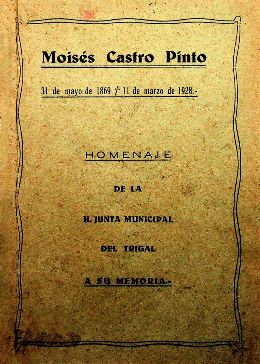 Moisés Castro Pinto
31 de mayo de 1869 † 11 de marzo de 1928.-
HOMENAJE
DE LA
H. JUNTA MUNICIPAL
DEL TRIGAL
A SU MEMORIA.-